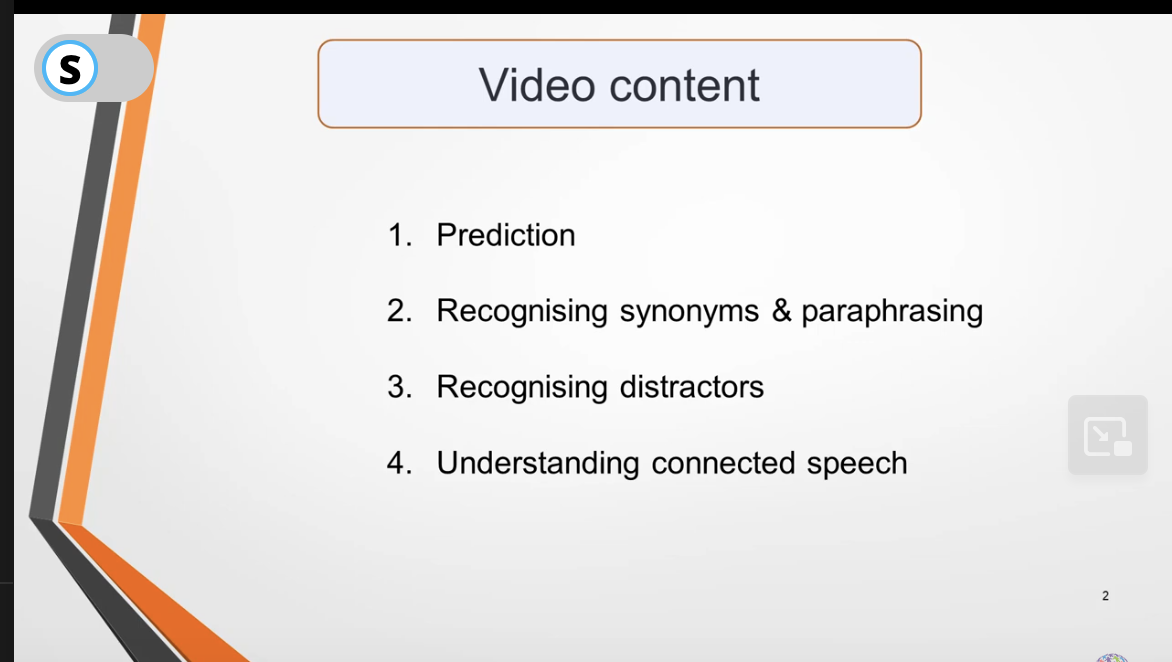 S
Video content
1. Prediction
2. Recognising synonyms & paraphrasing
3. Recognising distractors
4. Understanding connected speech
2